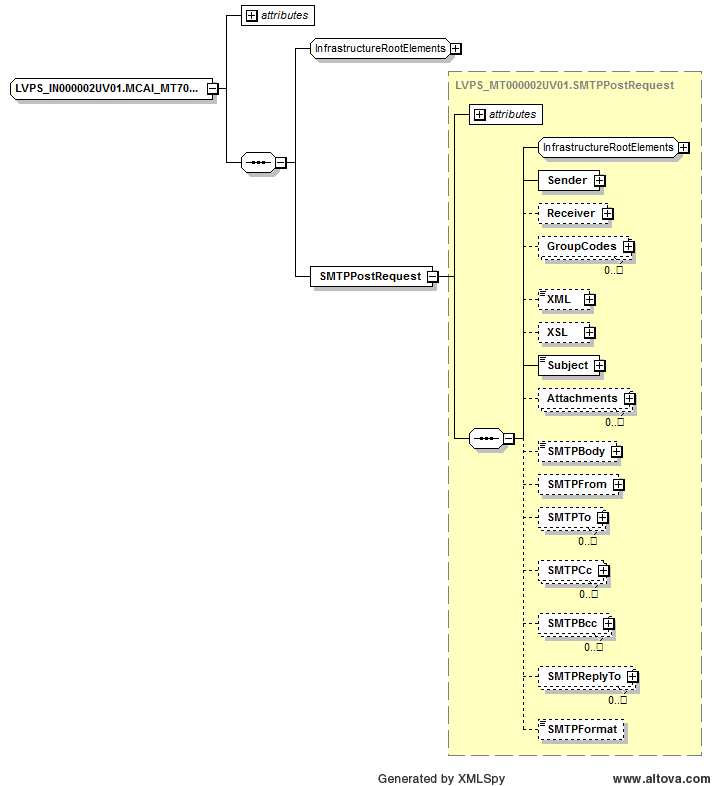 attributes
InfrastructureRootElements
LVPS_IN000002UV01.MCAI_MT70...
LVPS_MT000002UV01.SMTPPostRequest
attributes
InfrastructureRootElements
Sender
Receiver
GroupCodes
0..□
SMTPPostRequest
XML
XSL
Subject
Attachments
0..□
SMTPBody
SMTPFrom
SMTPTo
0..□
SMTPCc
0..□
SMTPBcc
0..□
SMTPReplyTo
0..□
SMTPFormat
Generated by XMLSpy
www.altova.com